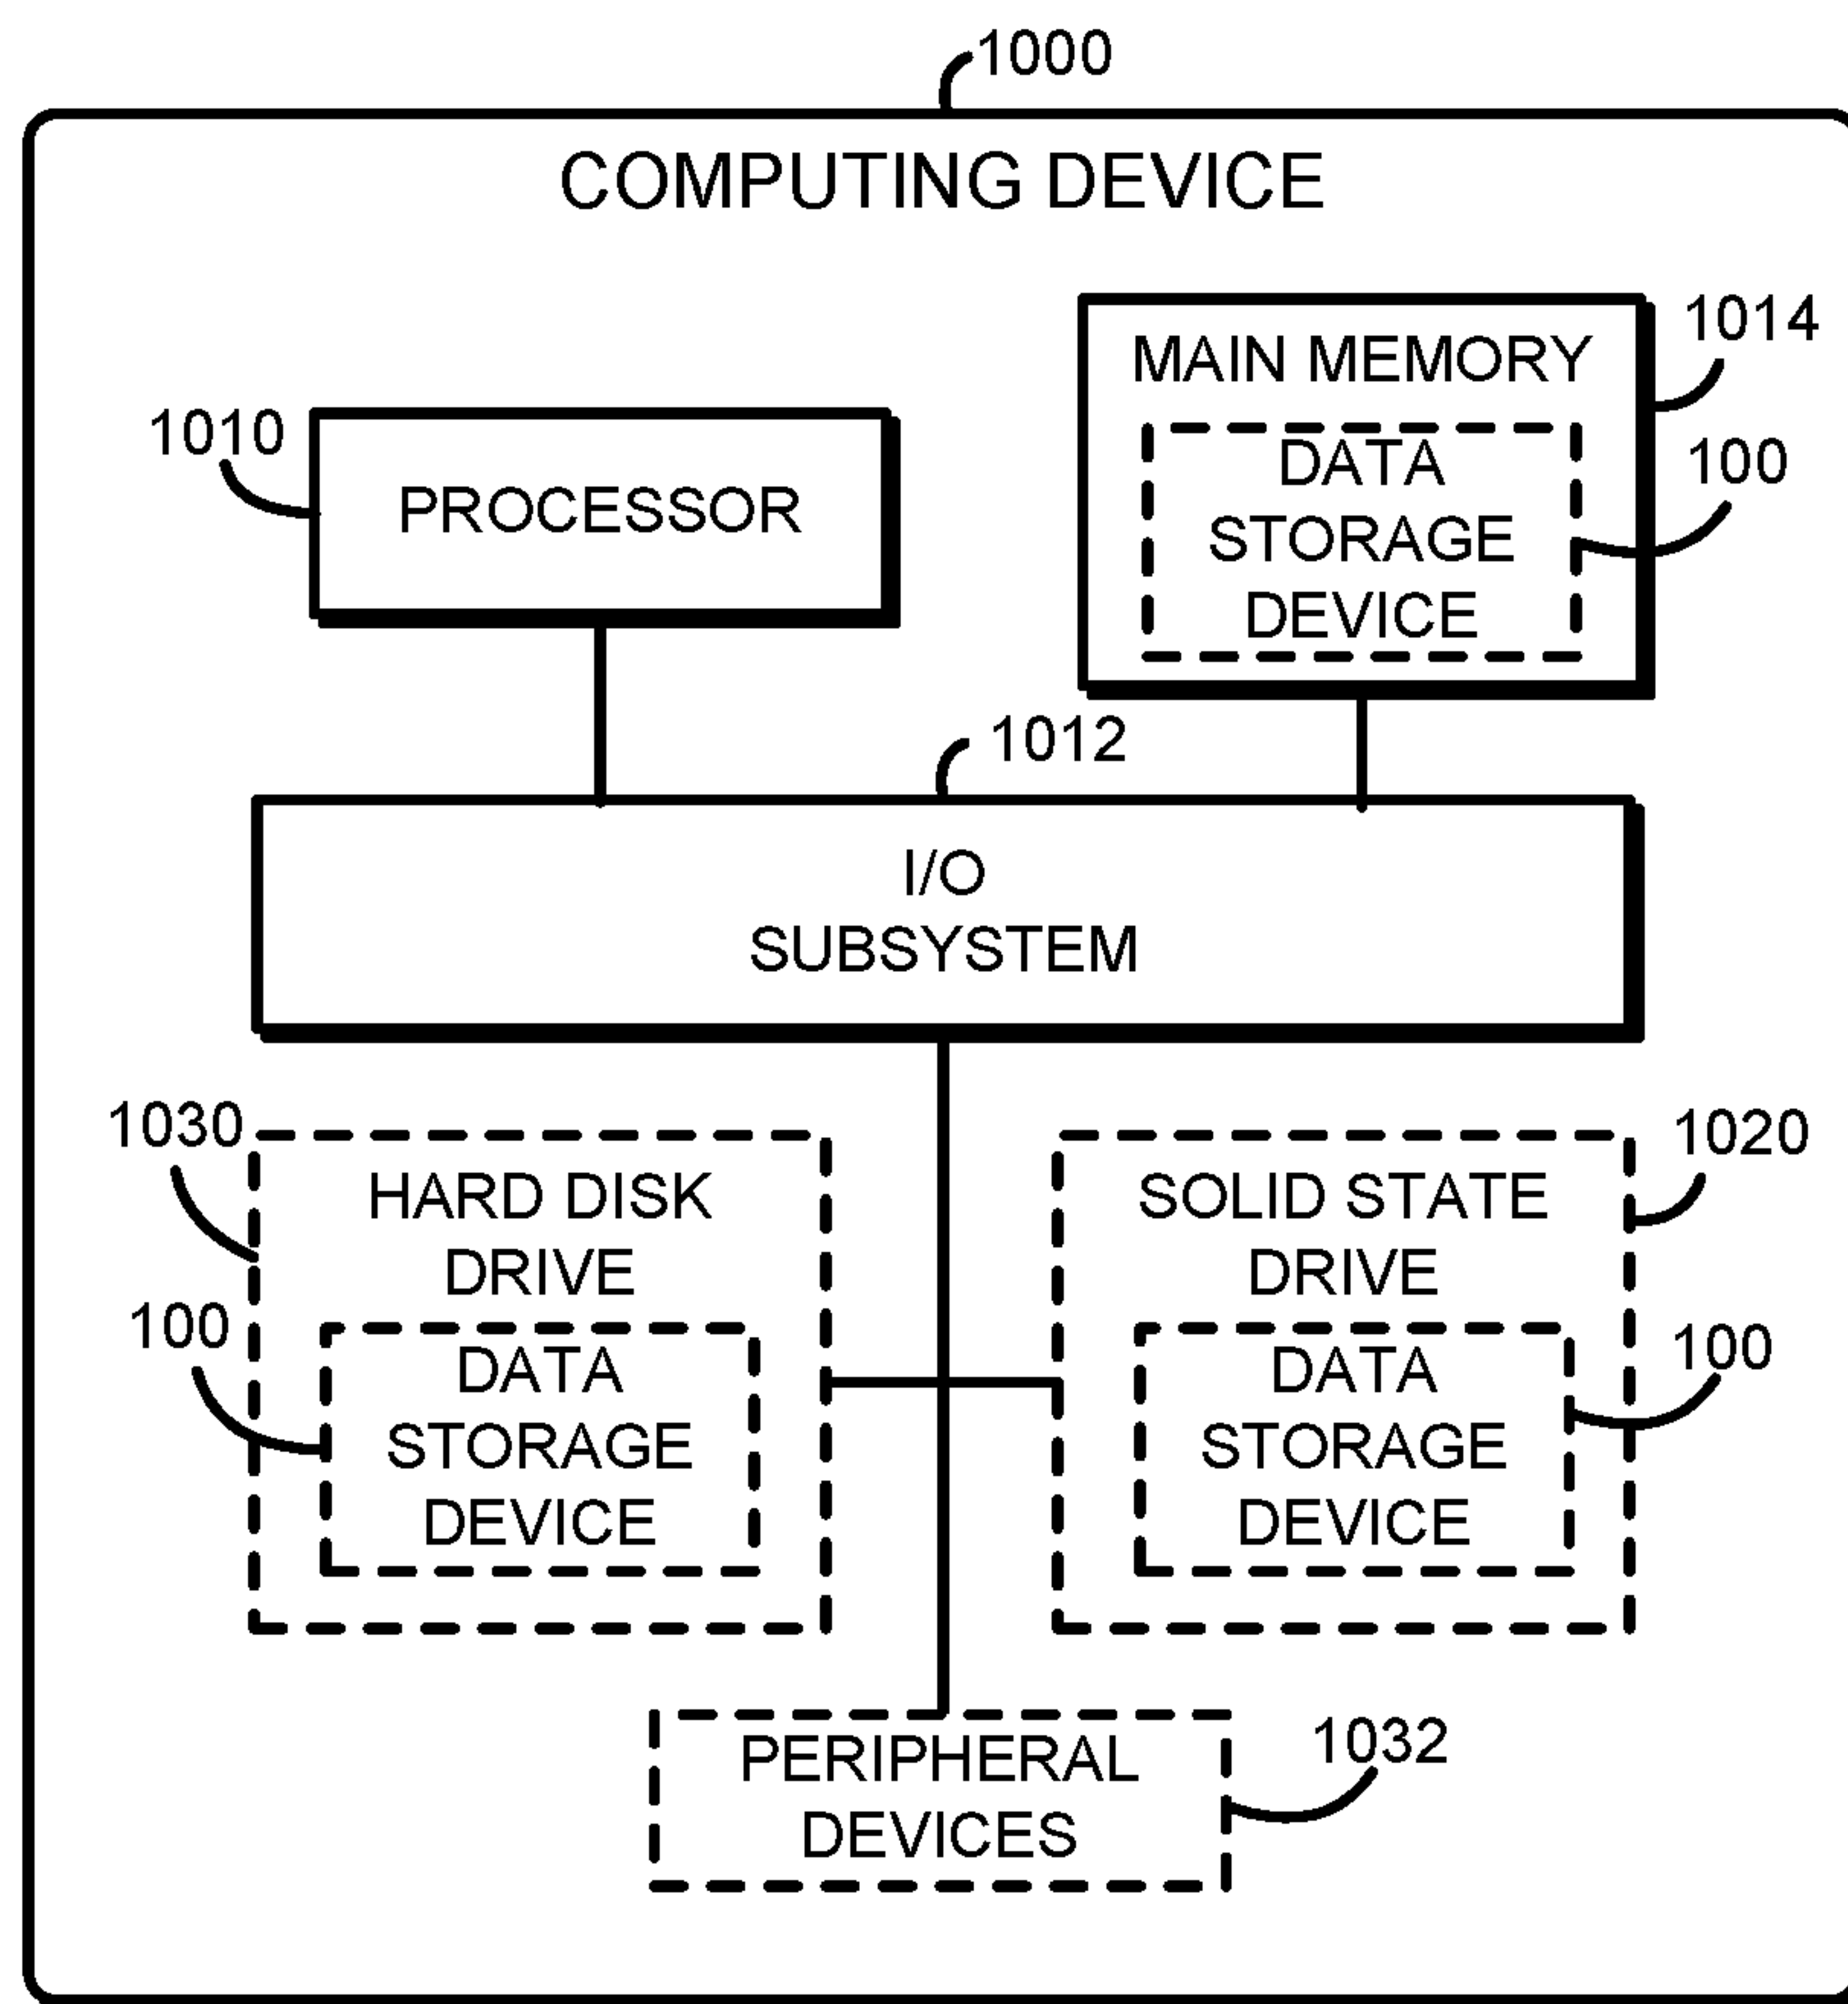 1000
COMPUTING DEVICE
1014
MAIN MEMORY
1010
100
DATA
STORAGE
DEVICE
PROCESSOR
1012
I/O
SUBSYSTEM
1030
HARD DISK
DRIVE
100
DATA
STORAGE
DEVICE
1020
SOLID STATE
DRIVE
100
DATA
STORAGE
DEVICE
PERIPHERAL
DEVICES
1032